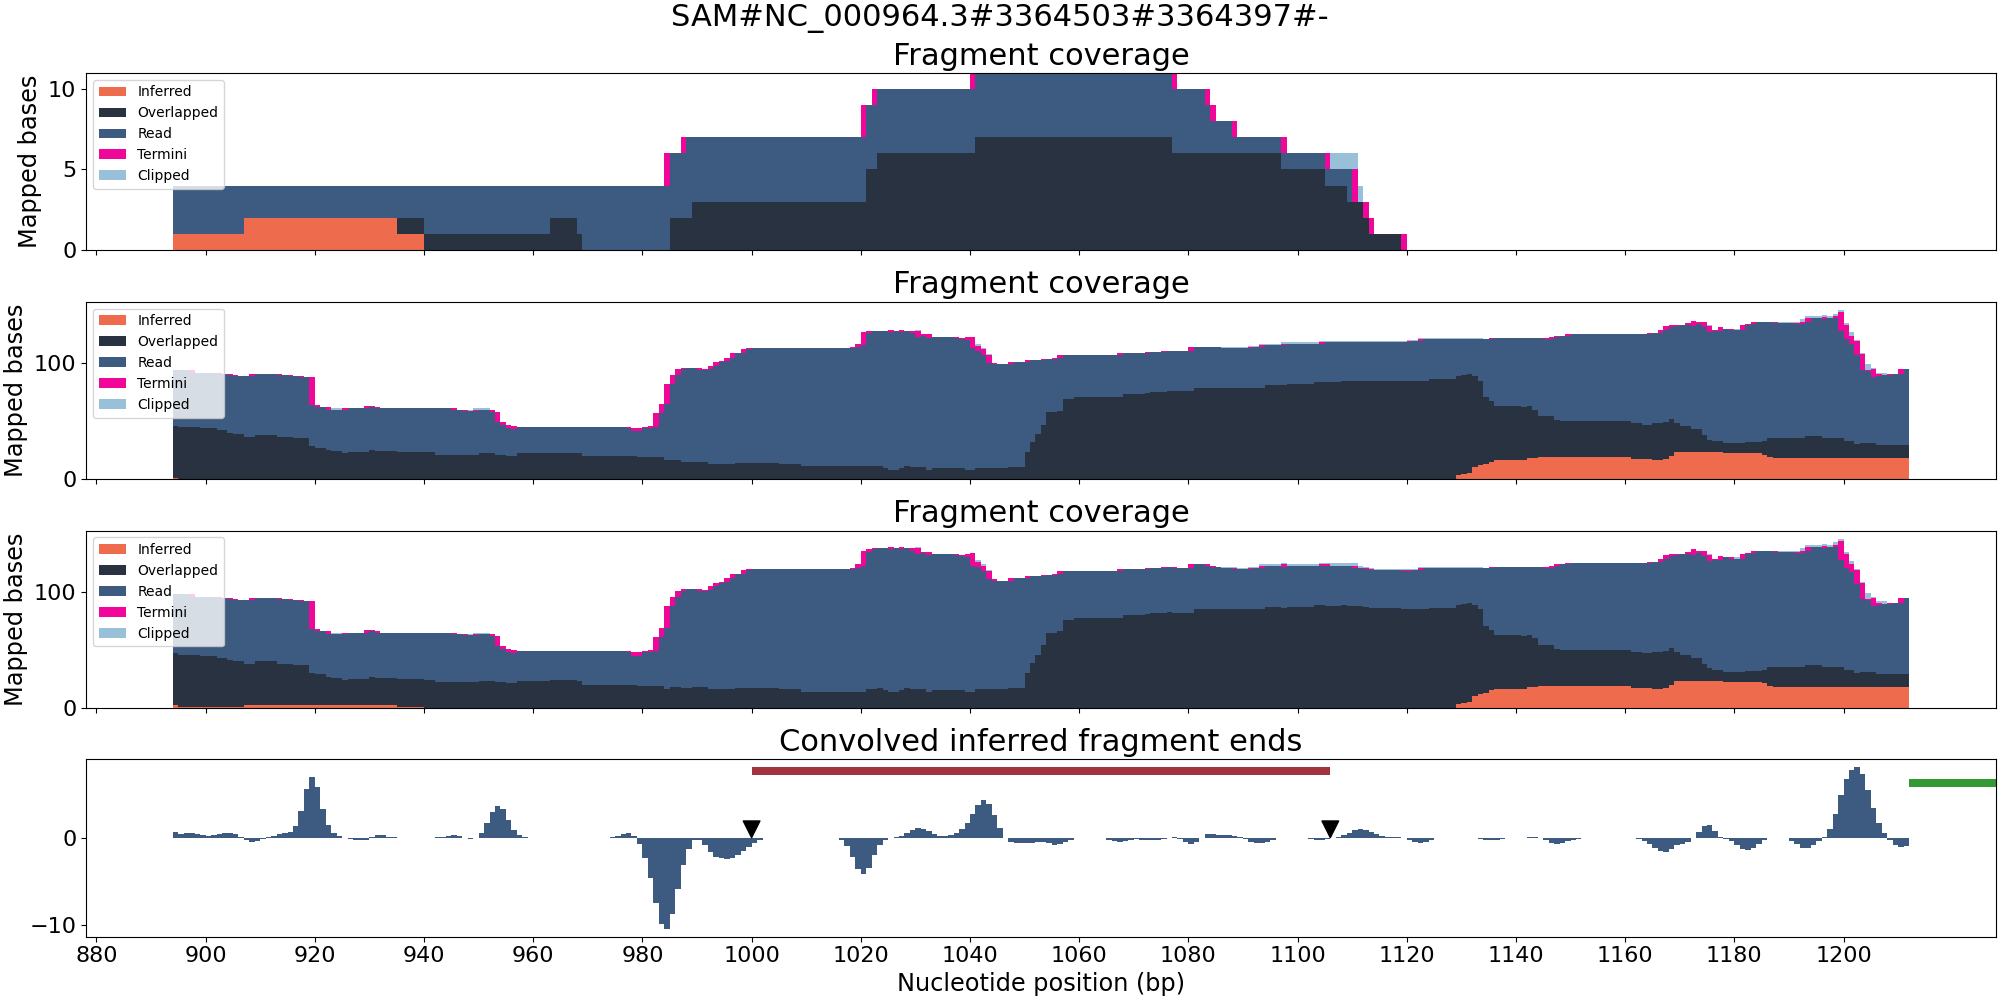 SAM#NC_000964.3#3364503#3364397#-
Fragment coverage
Mapped bases
10
5
0
Inferred
Overlapped
Read
Termini
Clipped
Fragment coverage
Mapped bases
100
0
Inferred
Overlapped
Read
Termini
Clipped
Fragment coverage
Mapped bases
100
0
Inferred
Overlapped
Read
Termini
Clipped
Convolved inferred fragment ends
0
−10
880 900 920 940 960 980 1000 1020 1040 1060 1080 1100 1120 1140 1160 1180 1200
Nucleotide position (bp)